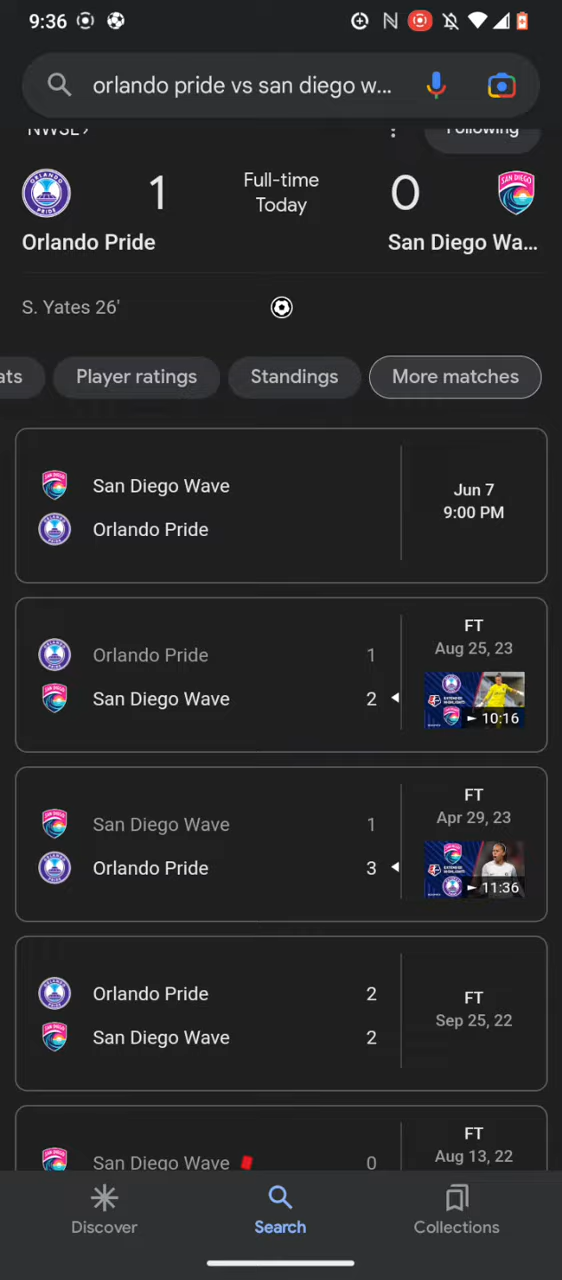 9:36
orlando pride vs san diego w...
NWSL
Following
1
Full-time
Today
0
Orlando Pride
San Diego Wa...
S. Yates 26'
ats
Player ratings
Standings
More matches
San Diego Wave
Orlando Pride
Jun 7
9:00 PM
Orlando Pride 1
San Diego Wave 2
FT
Aug 25, 23
10:16
San Diego Wave 1
Orlando Pride 3
FT
Apr 29, 23
11:36
Orlando Pride 2
San Diego Wave 2
FT
Sep 25, 22
San Diego Wave 0
FT
Aug 13, 22
Discover
Search
Collections